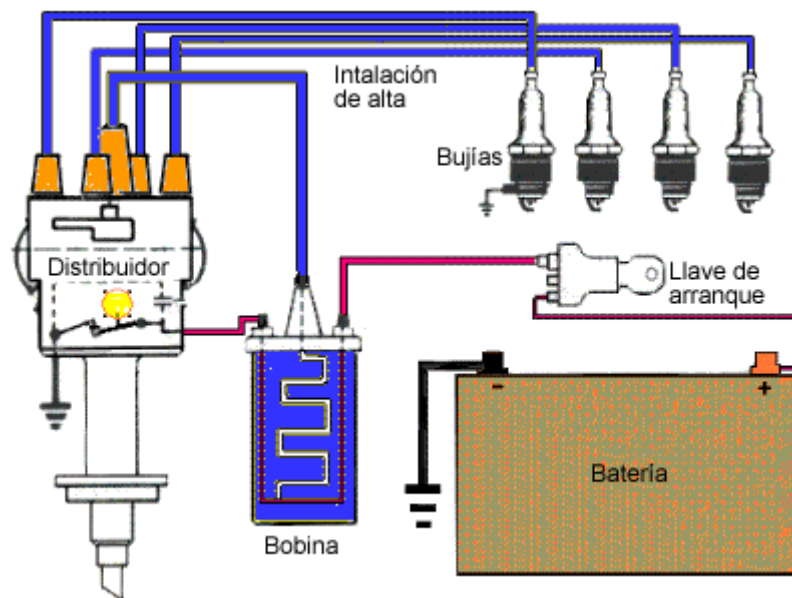 Intalación
de alta
Bujías
Distribuidor
Llave de
arranque
- +
Batería
Bobina